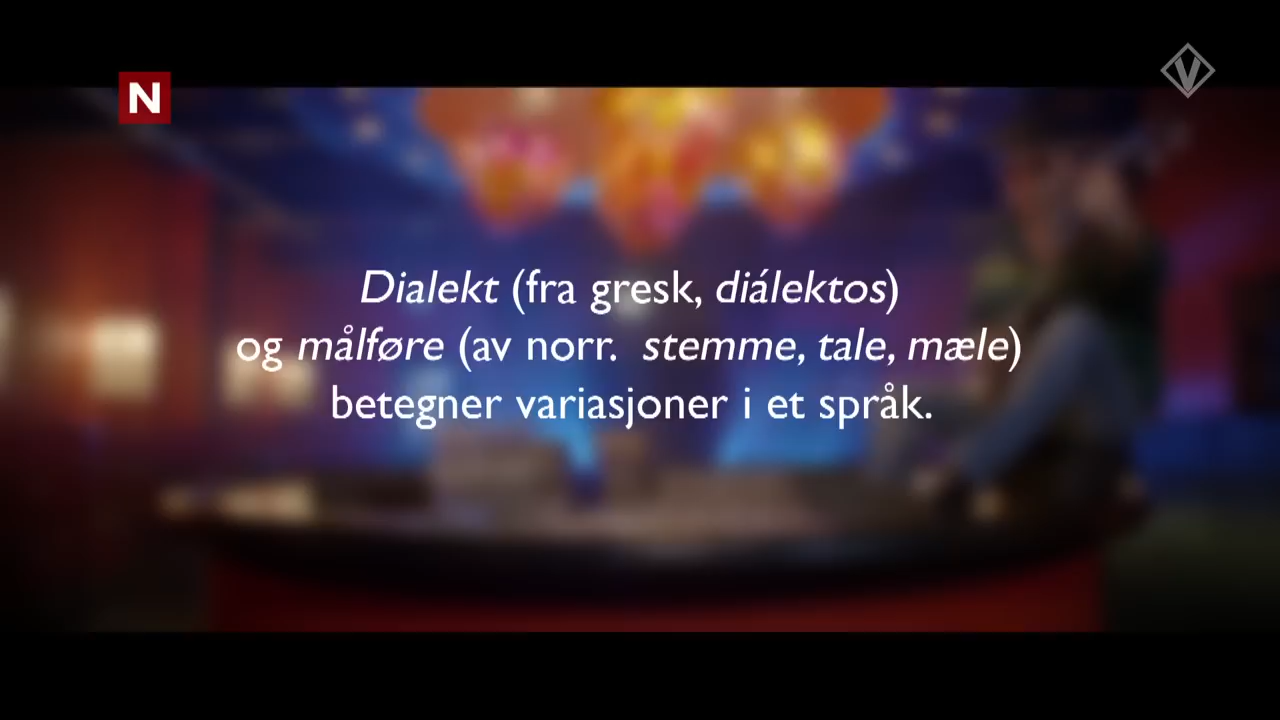 N
V
Dialekt (fra gresk, diálektos)
og målføre (av norr. stemme, tale, mæle)
betegner variasjoner i et språk.